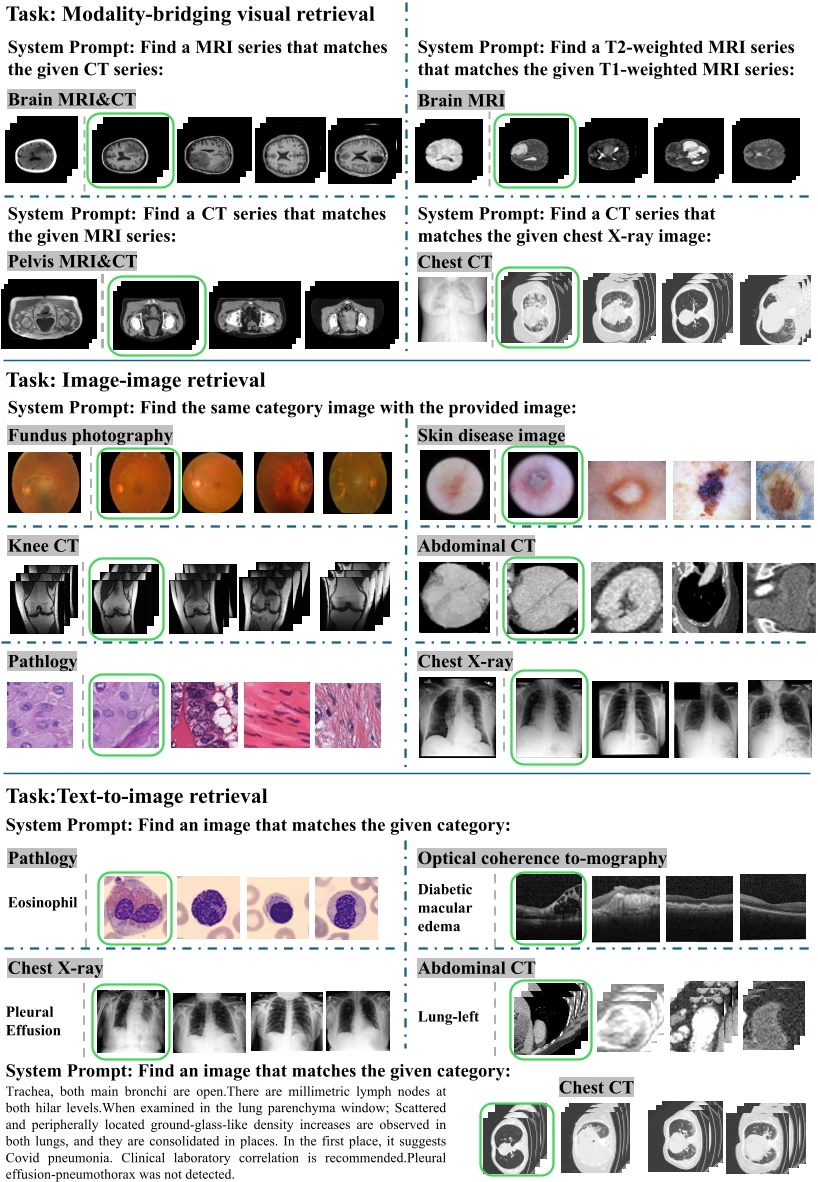 Task: Modality-bridging visual retrieval
System Prompt: Find a MRI series that matches
the given CT series:
Brain MRI&CT
System Prompt: Find a T2-weighted MRI series
that matches the given T1-weighted MRI series:
Brain MRI
System Prompt: Find a CT series that matches
the given MRI series:
Pelvis MRI&CT
System Prompt: Find a CT series that
matches the given chest X-ray image:
Chest CT
Task: Image-image retrieval
System Prompt: Find the same category image with the provided image:
Fundus photography
Skin disease image
Knee CT
Abdominal CT
Pathlogy
Chest X-ray
Task:Text-to-image retrieval
System Prompt: Find an image that matches the given category:
Pathlogy
Eosinophil
Optical coherence to-mography
Diabetic
macular
edema
Chest X-ray
Pleural
Effusion
Abdominal CT
Lung-left
System Prompt: Find an image that matches the given category:
Trachea, both main bronchi are open.There are millimetric lymph nodes at
both hilar levels.When examined in the lung parenchyma window; Scattered
and peripherally located ground-glass-like density increases are observed in
both lungs, and they are consolidated in places. In the first place, it suggests
Covid pneumonia. Clinical laboratory correlation is recommended.Pleural
effusion-pneumothorax was not detected.
Chest CT